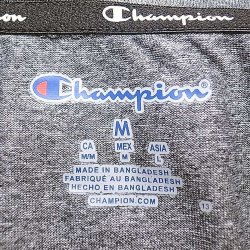 Champion Champion
Champion
M
CA MEX ASIA
M/M M L
MADE IN BANGLADESH
FABRIQUÉ AU BANGLADESH
HECHO EN BANGLADESH
CHAMPION.COM
13